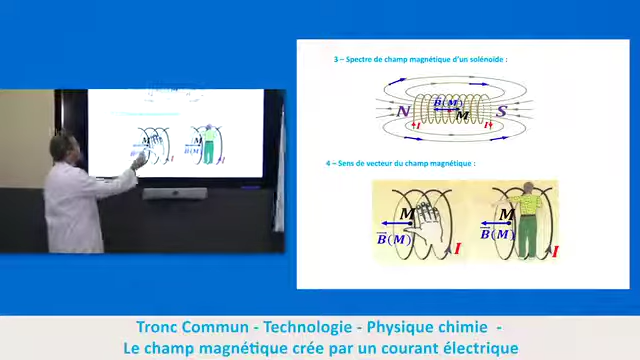 3 – Spectre de champ magnétique d'un solénoïde :
B(M)
N
S
M
I
I
4 – Sens de vecteur du champ magnétique :
M
M
B(M)
I
B(M)
I
M
M
B(M)
I
B(M)
I
Tronc Commun - Technologie - Physique chimie -
Le champ magnétique crée par un courant électrique